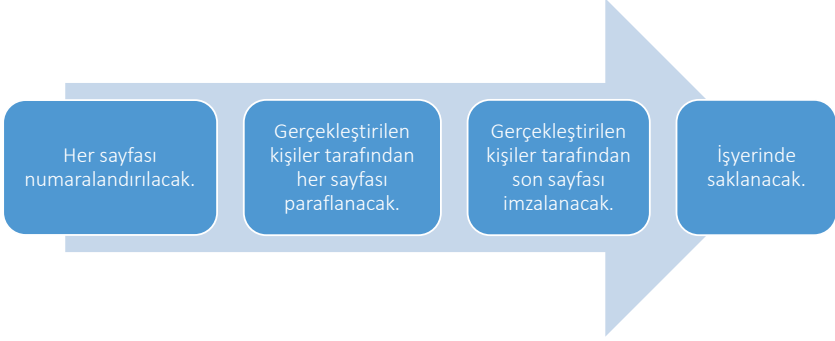 Her sayfası
numaralandırılacak.
Gerçekleştirilen
kişiler tarafından
her sayfası
paraflanacak.
Gerçekleştirilen
kişiler tarafından
son sayfası
imzalanacak.
İşyerinde
saklanacak.